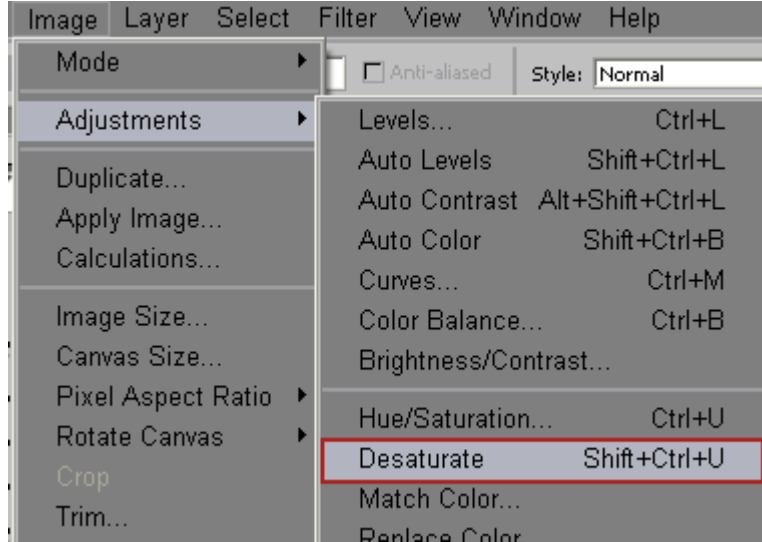 Image Layer Select Filter View Window Help
Mode
Anti-aliased Style: Normal
Adjustments
Levels... Ctrl+L
Auto Levels Shift+Ctrl+L
Duplicate...
Auto Contrast Alt+Shift+Ctrl+L
Apply Image...
Auto Color Shift+Ctrl+B
Calculations...
Curves... Ctrl+M
Image Size...
Color Balance... Ctrl+B
Canvas Size...
Brightness/Contrast...
Pixel Aspect Ratio
Hue/Saturation... Ctrl+U
Rotate Canvas
Desaturate Shift+Ctrl+U
Crop
Match Color...
Trim...
Replace Color